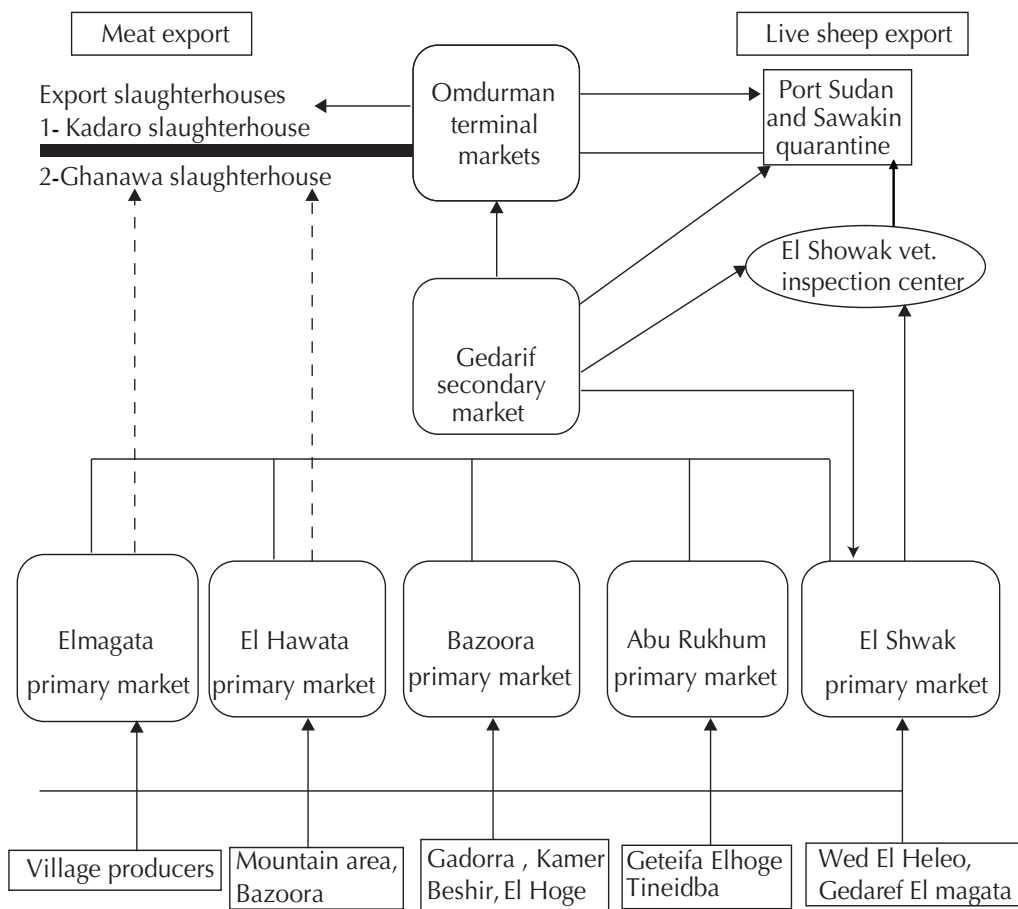 Meat export
Live sheep export
Export slaughterhouses
1- Kadaro slaughterhouse
2-Ghanawa slaughterhouse
Omdurman
terminal
markets
Port Sudan
and Sawakin
quarantine
El Showak vet.
inspection center
Gedarif
secondary
market
Elmagata
primary market
El Hawata
primary market
Bazoora
primary market
Abu Rukhum
primary market
El Shwak
primary market
Village producers
Mountain area,
Bazoora
Gadorra , Kamer
Beshir, El Hoge
Geteifa Elhoge
Tineidba
Wed El Heleo,
Gedaref El magata